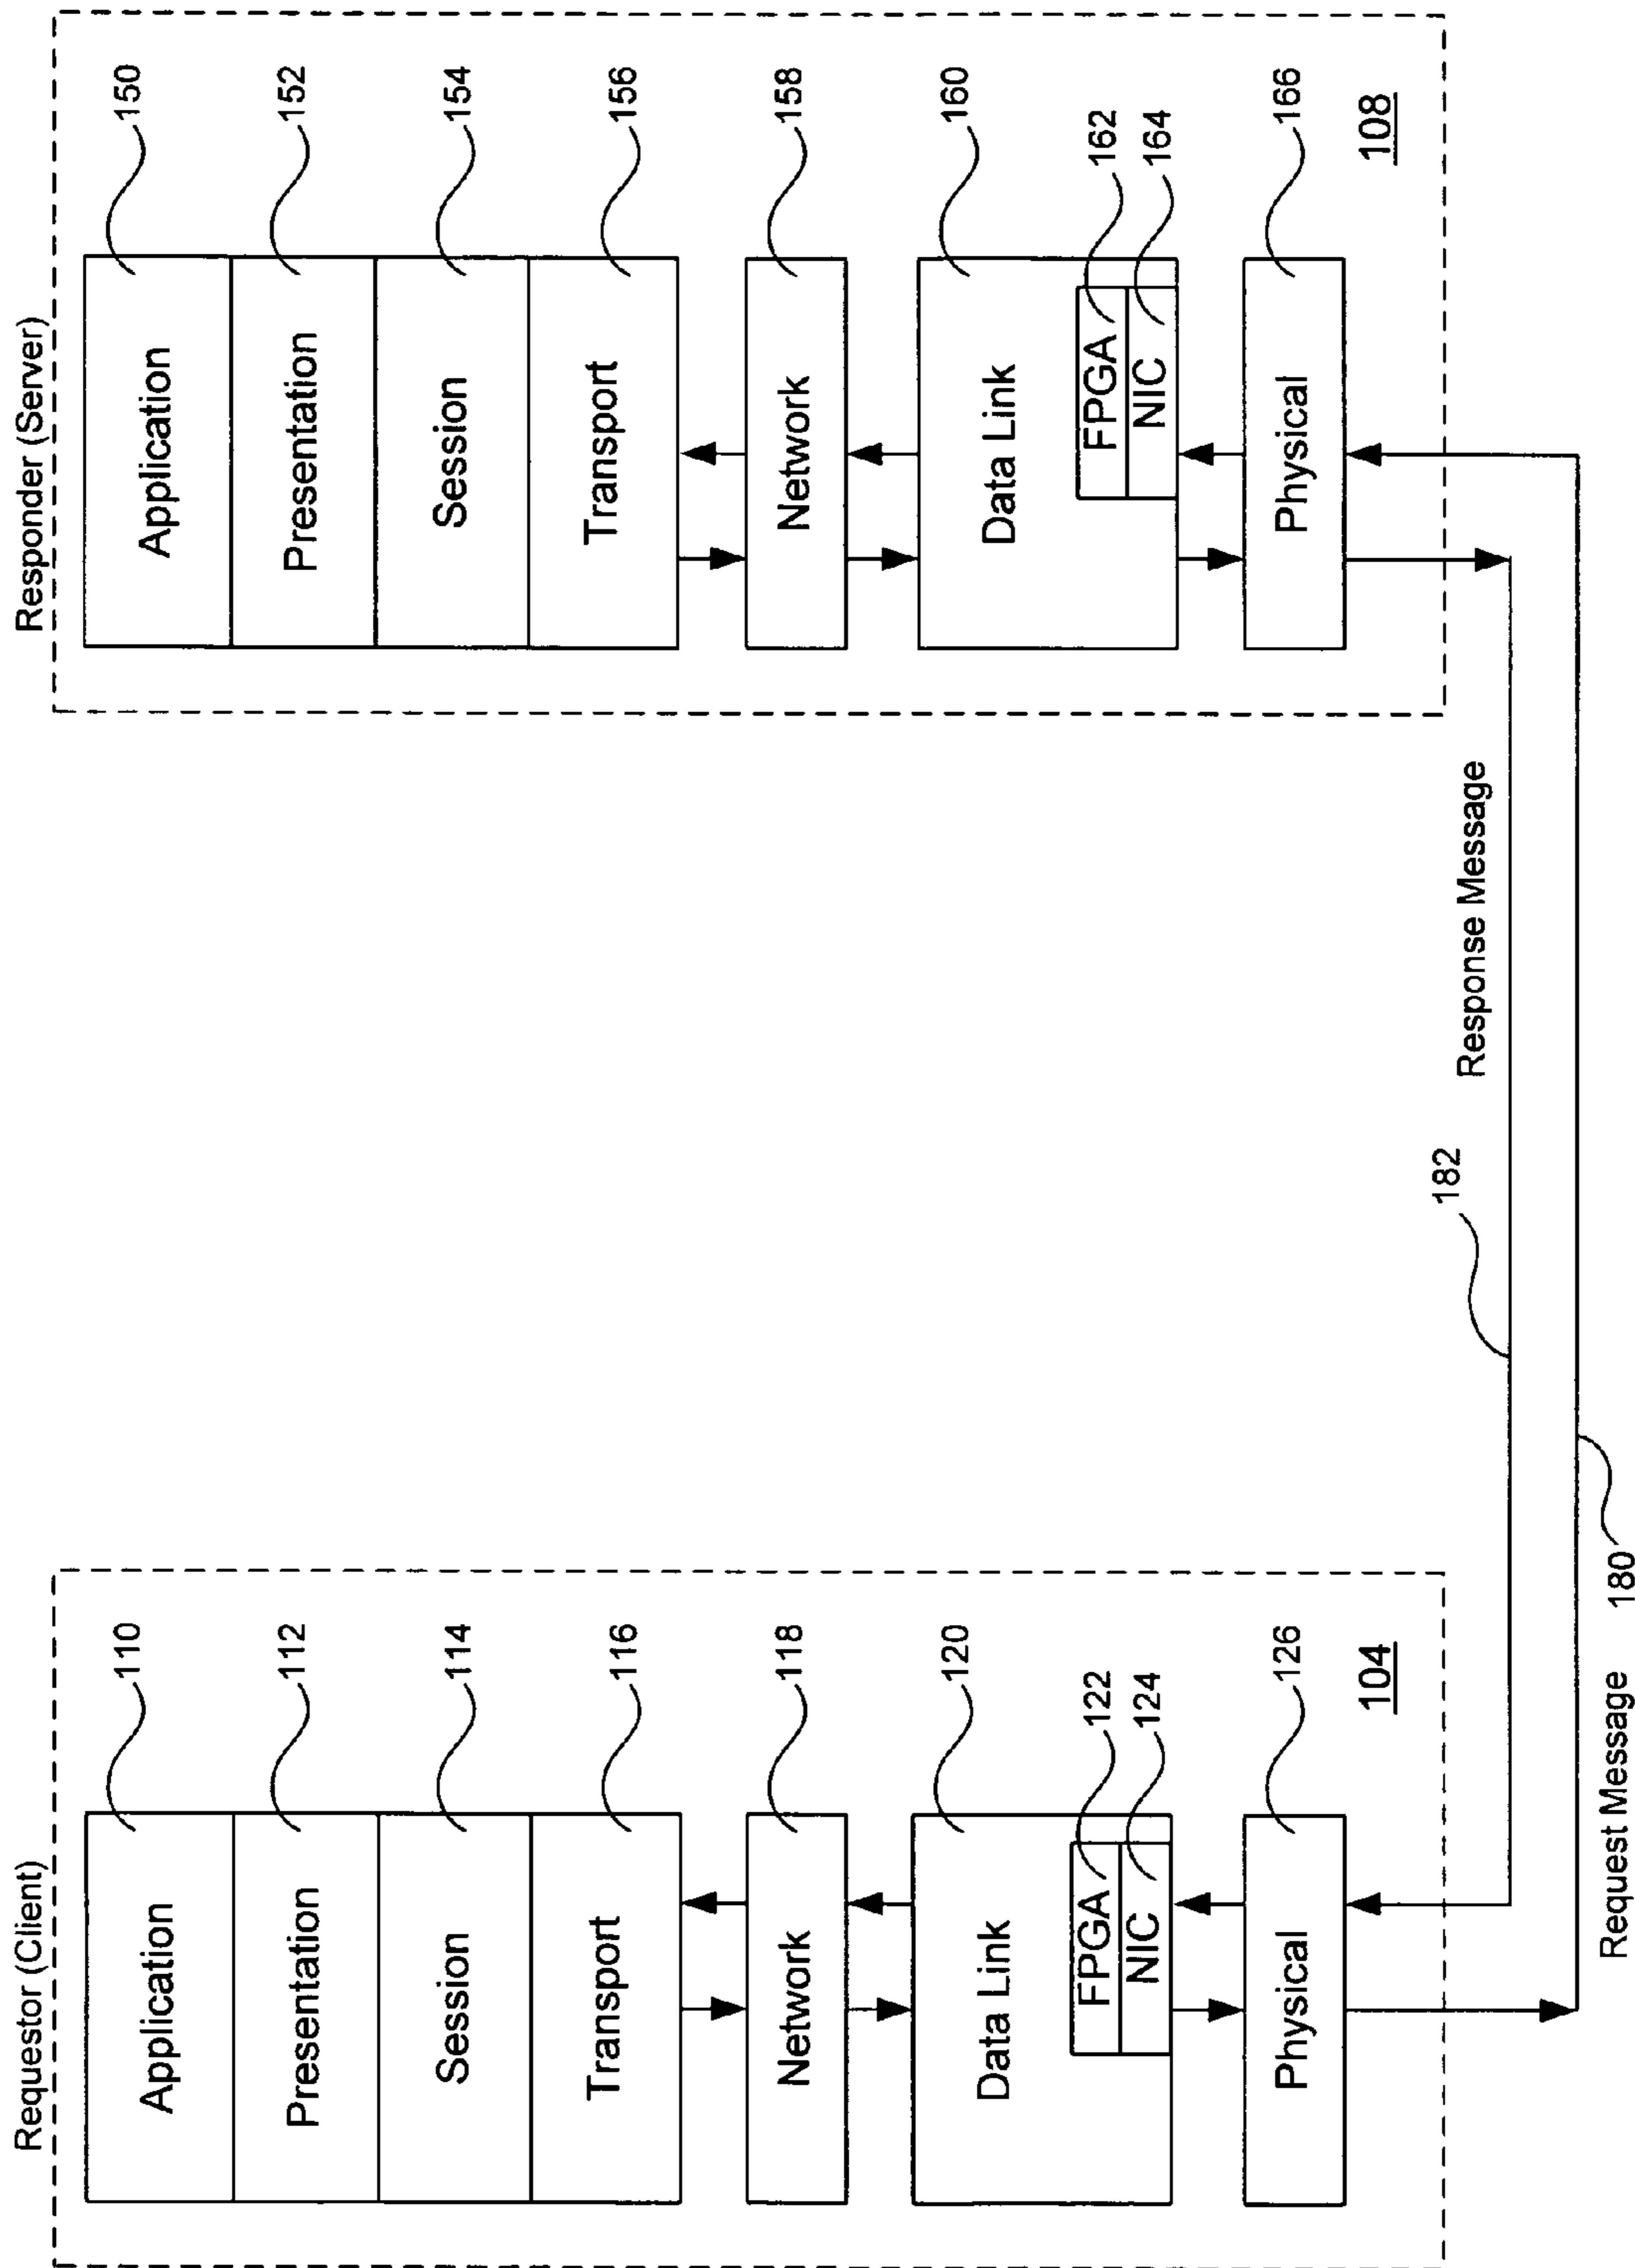 Requestor (Client)
Application
110
Presentation
112
Session
114
Transport
116
Network
118
Data Link
120
FPGA
122
NIC
124
Physical
126
104
Request Message
180
182
Response Message
Responder (Server)
Application
150
Presentation
152
Session
154
Transport
156
Network
158
Data Link
160
FPGA
162
NIC
164
Physical
166
108